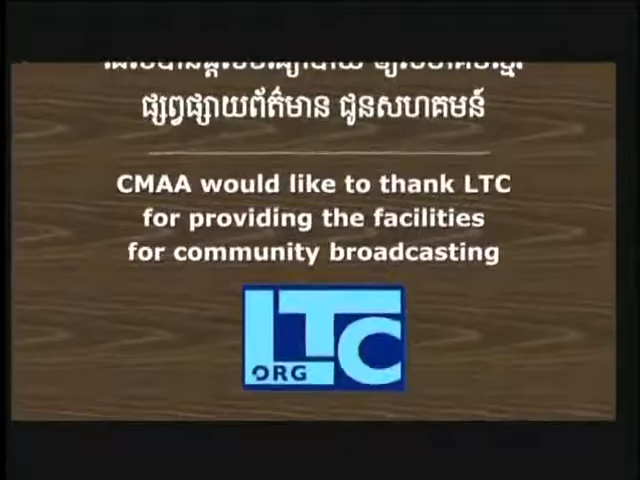 ផ្សព្វផ្សាយព័ត៌មាន ជូនសហគមន៍
CMAA would like to thank LTC
for providing the facilities
for community broadcasting
LTC
.ORG